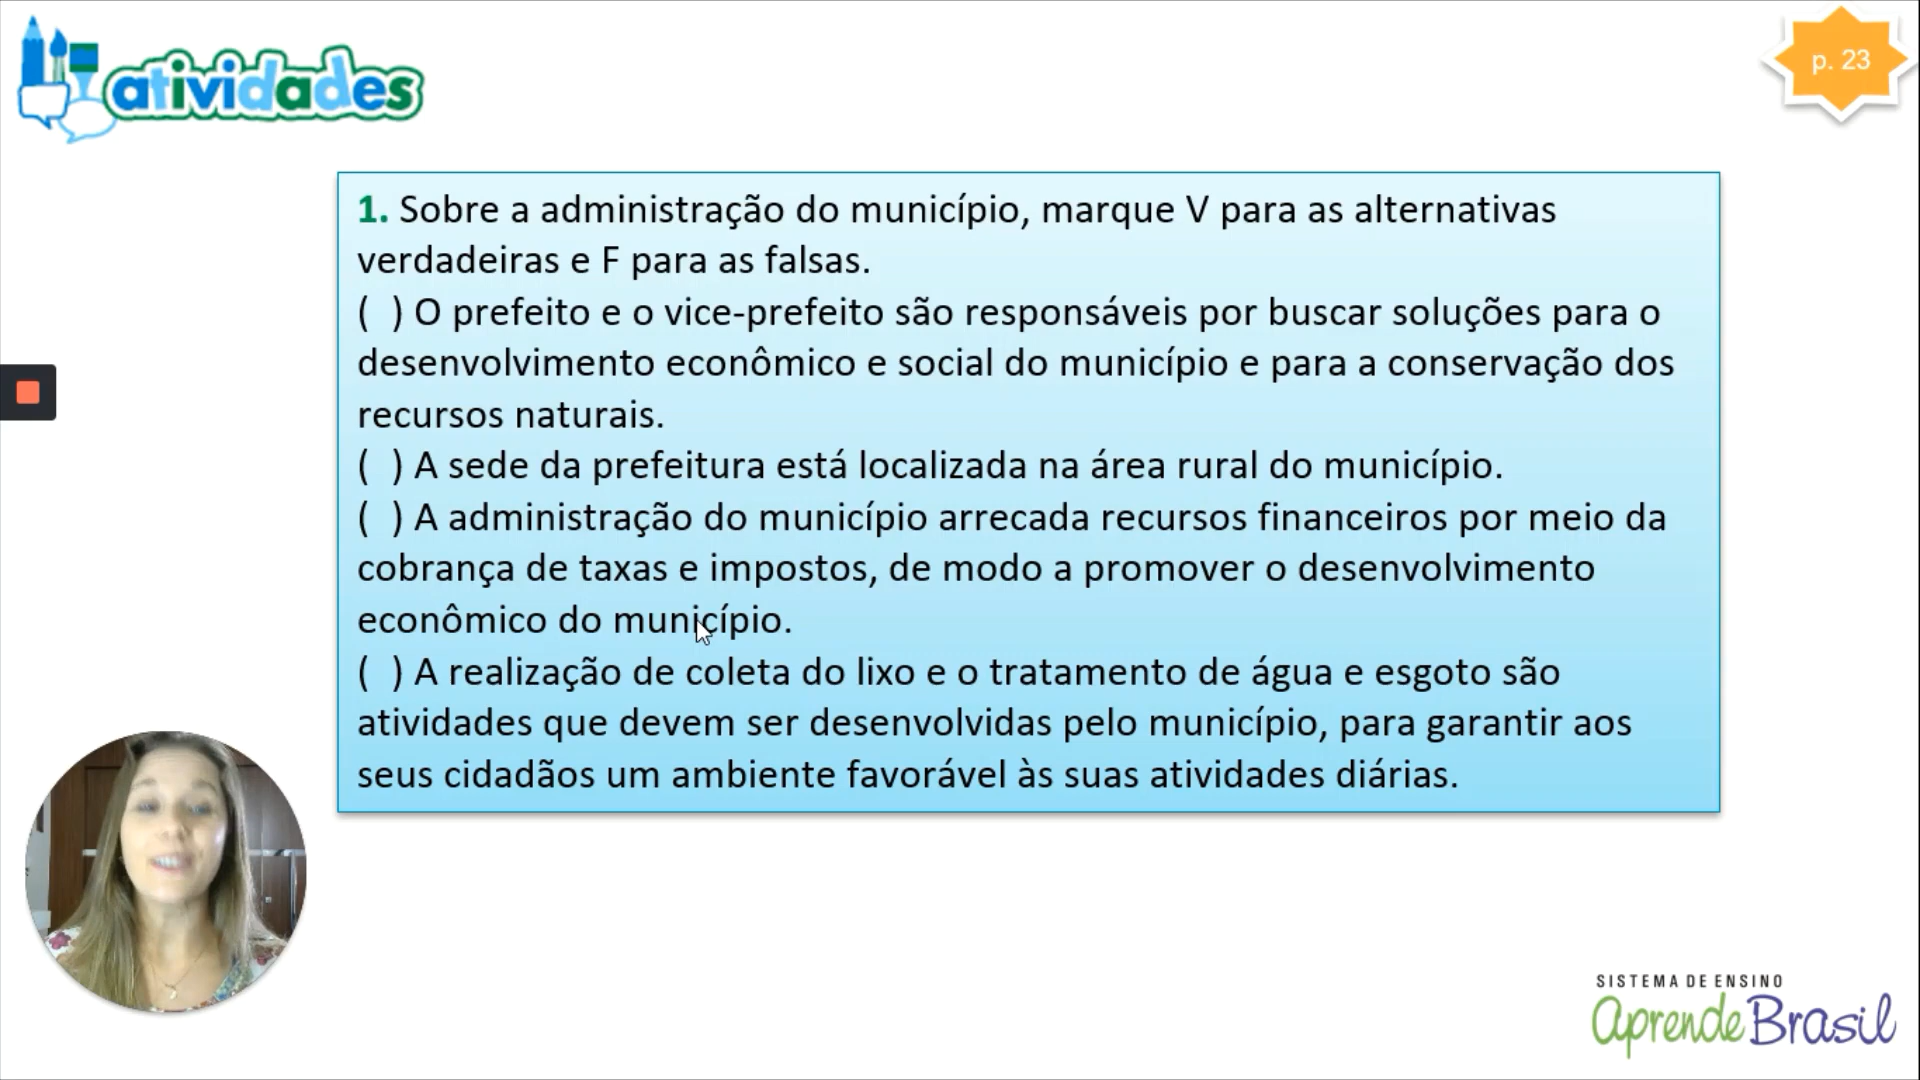 atividades
p. 23
1. Sobre a administração do município, marque V para as alternativas
verdadeiras e F para as falsas.
(  ) O prefeito e o vice-prefeito são responsáveis por buscar soluções para o
desenvolvimento econômico e social do município e para a conservação dos
recursos naturais.
(  ) A sede da prefeitura está localizada na área rural do município.
(  ) A administração do município arrecada recursos financeiros por meio da
cobrança de taxas e impostos, de modo a promover o desenvolvimento
econômico do município.
(  ) A realização de coleta do lixo e o tratamento de água e esgoto são
atividades que devem ser desenvolvidas pelo município, para garantir aos
seus cidadãos um ambiente favorável às suas atividades diárias.
SISTEMA DE ENSINO
aprende Brasil